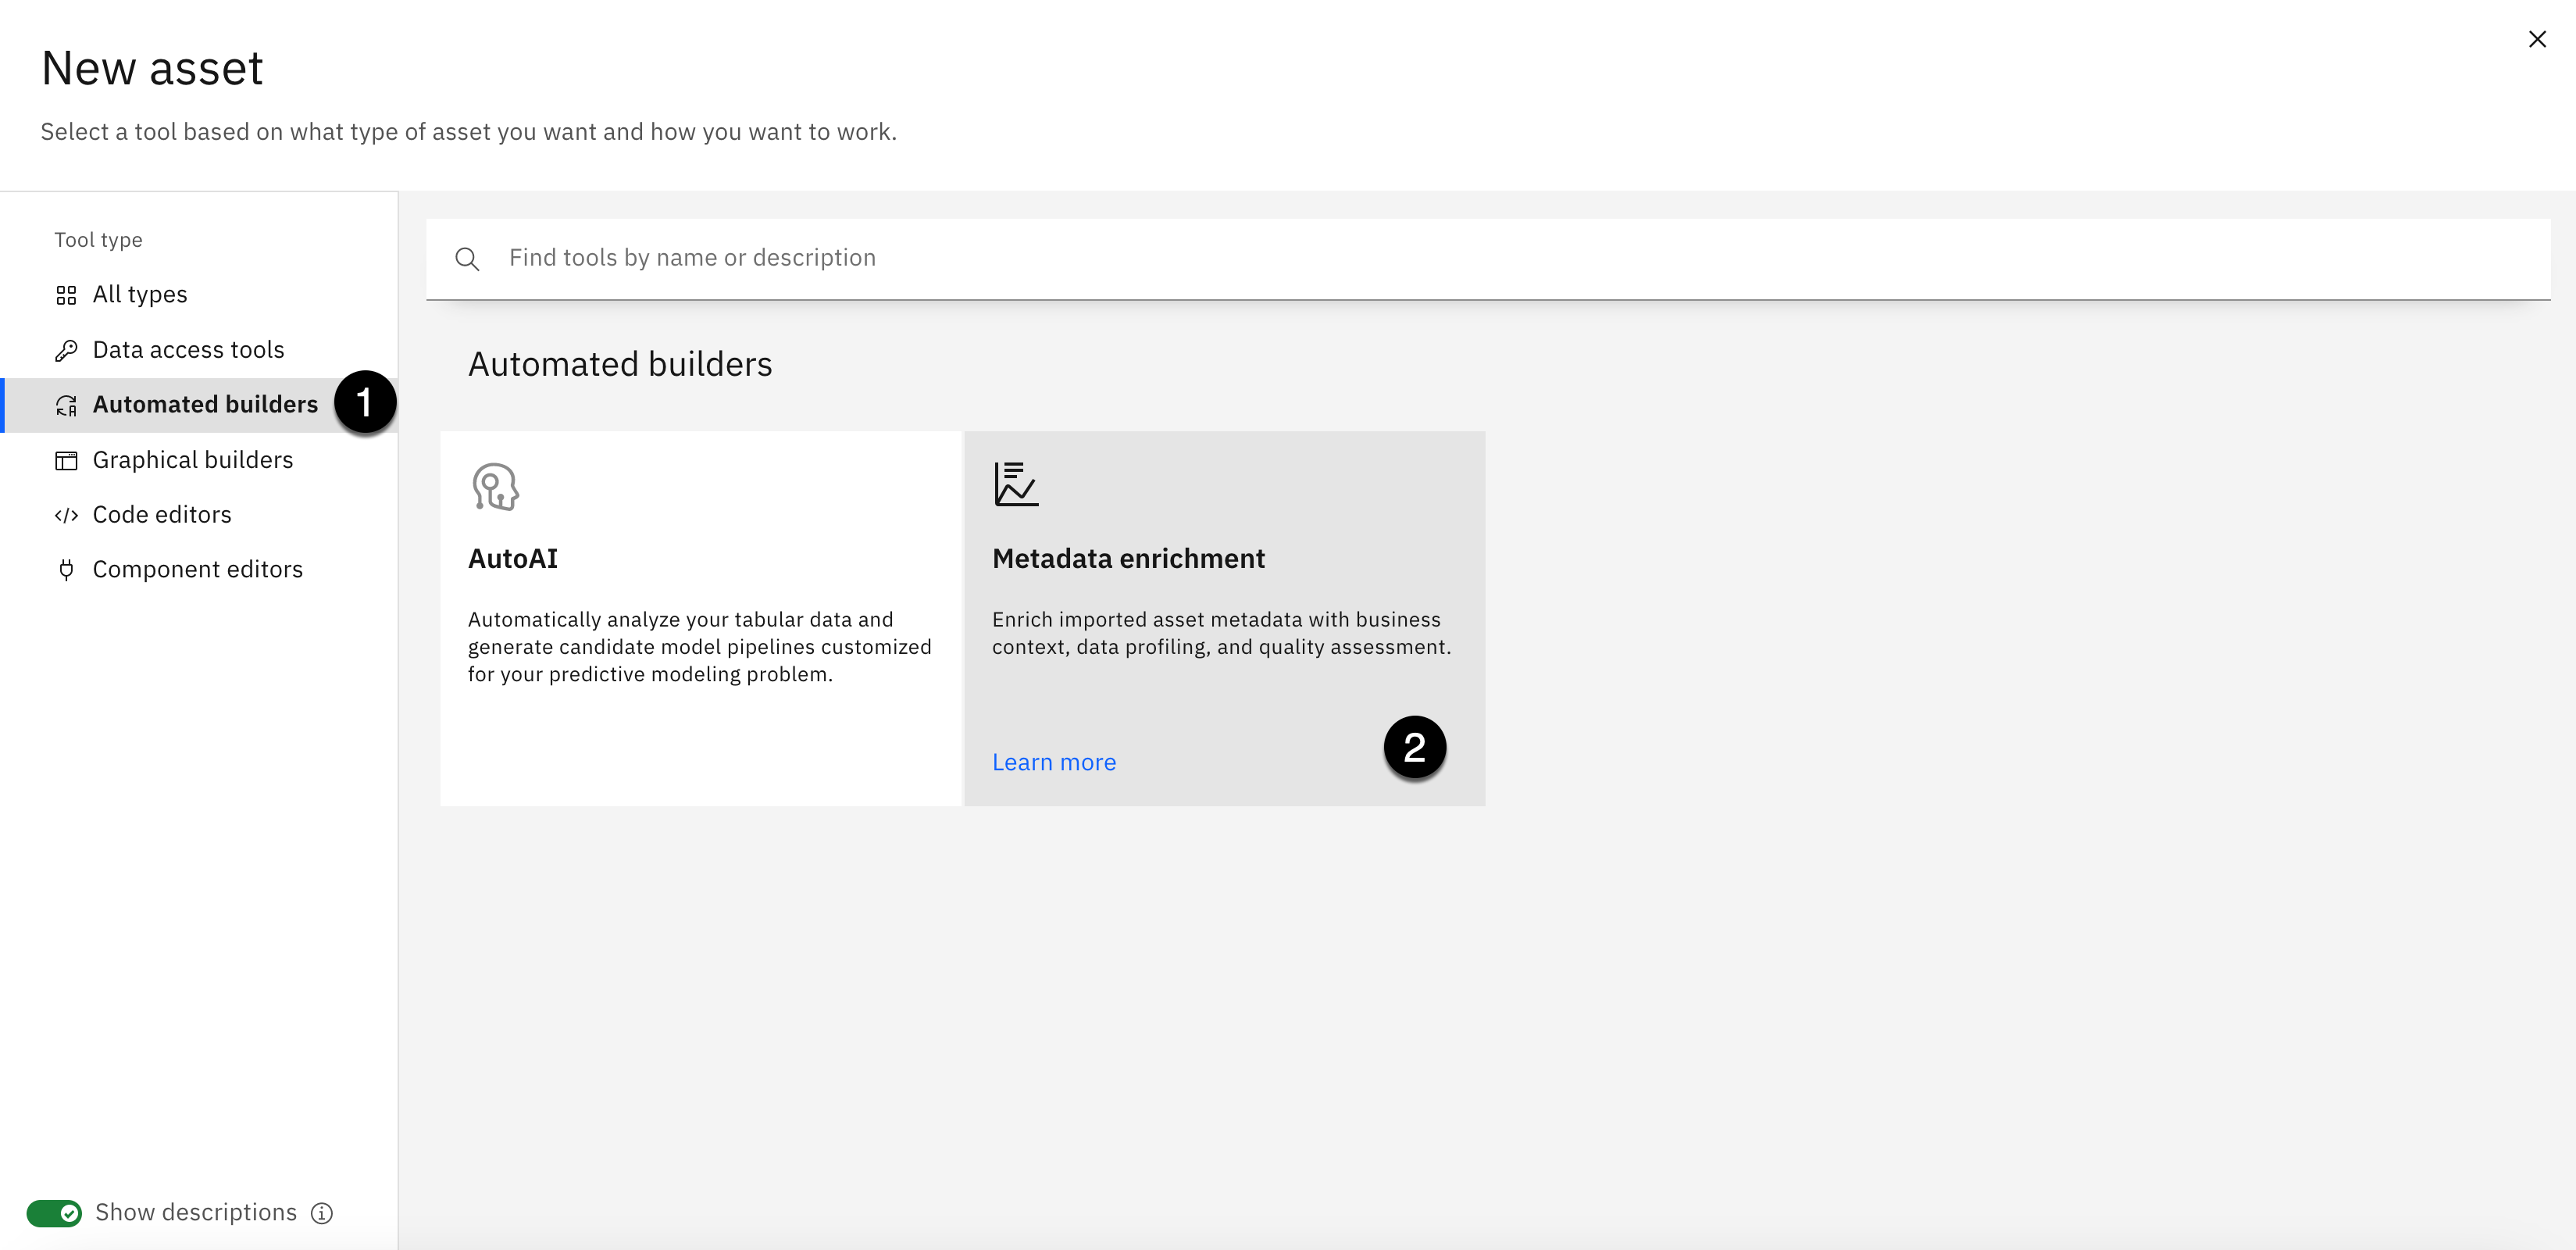 New asset
Select a tool based on what type of asset you want and how you want to work.
Tool type
All types
Data access tools
Automated builders
1
Graphical builders
Code editors
Component editors
Show descriptions
Find tools by name or description
Automated builders
AutoAI
Automatically analyze your tabular data and
generate candidate model pipelines customized
for your predictive modeling problem.
Metadata enrichment
Enrich imported asset metadata with business
context, data profiling, and quality assessment.
Learn more
2